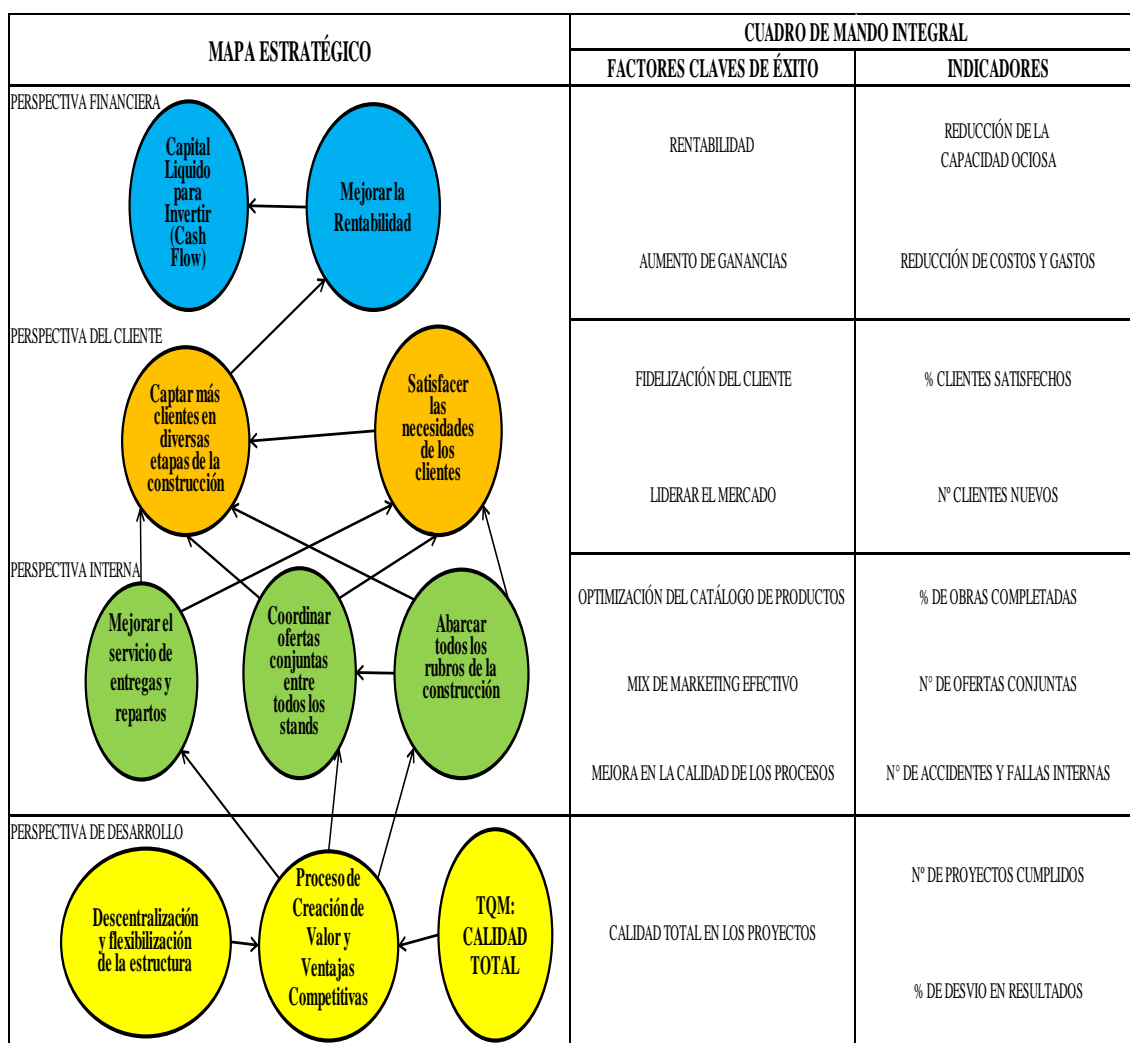 MAPA ESTRATÉGICO
CUADRO DE MANDO INTEGRAL
FACTORES CLAVES DE ÉXITO
INDICADORES
PERSPECTIVA FINANCIERA
Capital
Liquido
para
Invertir
(Cash
Flow)
Mejorar la
Rentabilidad
RENTABILIDAD
REDUCCIÓN DE LA
CAPACIDAD OCIOSA
AUMENTO DE GANANCIAS
REDUCCIÓN DE COSTOS Y GASTOS
PERSPECTIVA DEL CLIENTE
Captar más
clientes en
diversas
etapas de la
construcción
Satisfacer
las
necesidades
de los
clientes
FIDELIZACIÓN DEL CLIENTE
% CLIENTES SATISFECHOS
LIDERAR EL MERCADO
Nº CLIENTES NUEVOS
PERSPECTIVA INTERNA
Mejorar el
servicio de
entregas y
repartos
Coordinar
ofertas
conjuntas
entre
todos los
stands
Abarcar
todos los
rubros de la
construcción
OPTIMIZACIÓN DEL CATÁLOGO DE PRODUCTOS
% DE OBRAS COMPLETADAS
MIX DE MARKETING EFECTIVO
N° DE OFERTAS CONJUNTAS
MEJORA EN LA CALIDAD DE LOS PROCESOS
N° DE ACCIDENTES Y FALLAS INTERNAS
PERSPECTIVA DE DESARROLLO
Descentralización
y flexibilización
de la estructura
Proceso de
Creación de
Valor y
Ventajas
Competitivas
TQM:
CALIDAD
TOTAL
CALIDAD TOTAL EN LOS PROYECTOS
Nº DE PROYECTOS CUMPLIDOS
% DE DESVIO EN RESULTADOS